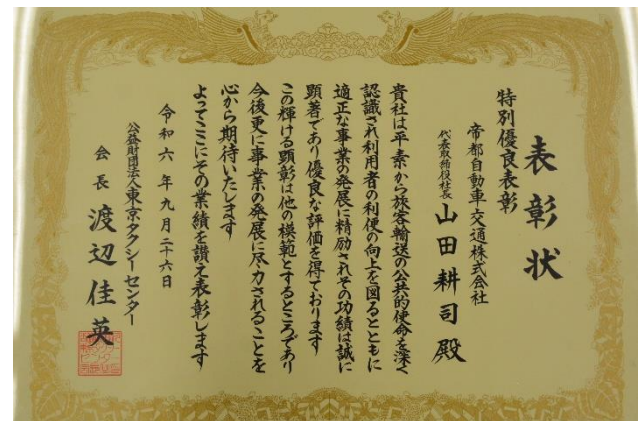 表彰状
特別優良表彰
帝都自動車交通株式会社
代表取締役社長 山田耕司殿
貴社は平素から旅客輸送の公共的使命を深く
認識され利用者の利便の向上を図るとともに
適正な事業の発展に精励されその功績は誠に
顕著であり優良な評価を得ております
この輝ける顕彰は他の模範とするところであり
今後更に事業の発展に尽力されることを
心から期待いたします
よってここにその業績を讃え表彰します
令和六年九月二十六日
公益財団法人東京タクシーセンター
会長 渡辺佳英